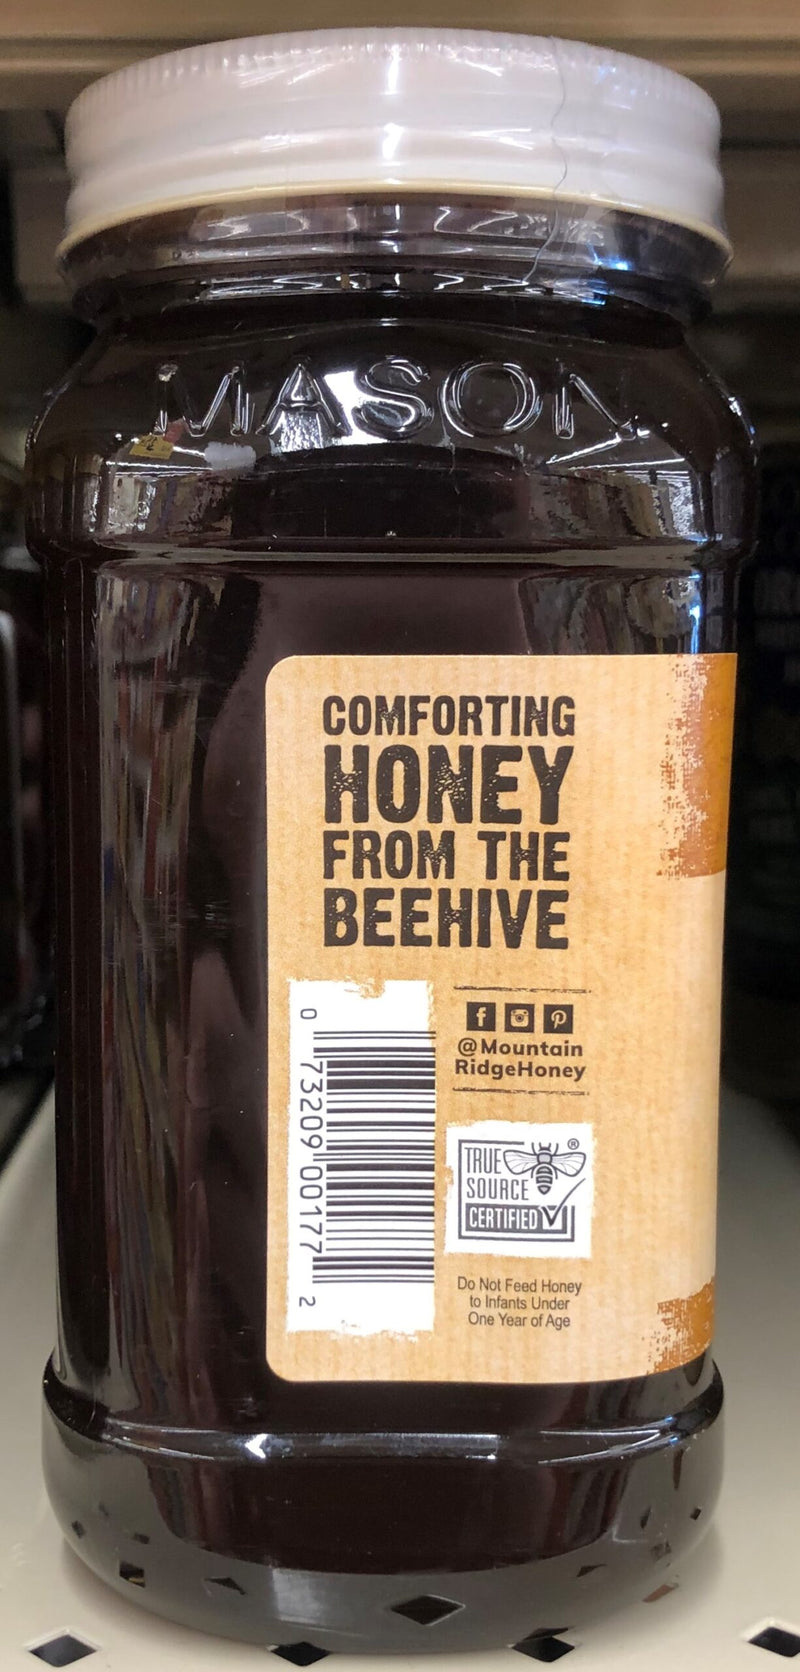 MASON
COMFORTING
HONEY
FROM THE
BEEHIVE
@Mountain
RidgeHoney
0 73209 00177 2
TRUE
SOURCE
CERTIFIED
®
Do Not Feed Honey
to Infants Under
One Year of Age